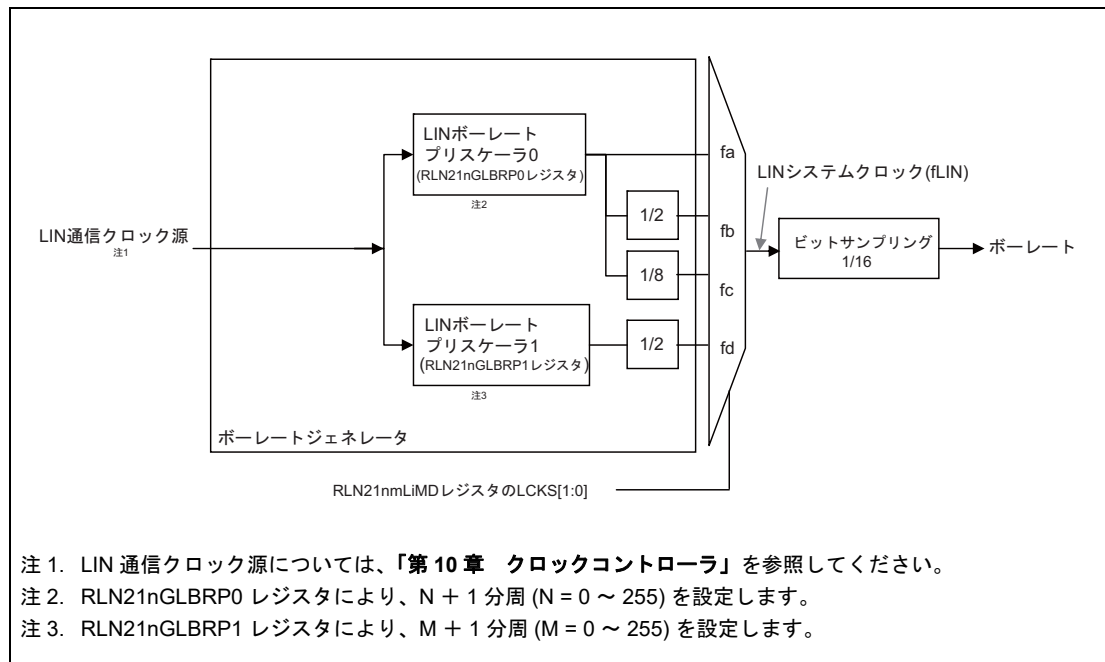 LINボーレート
プリスケーラ0
(RLN21nGLBRP0レジスタ)
注2
fa
LINシステムクロック(fLIN)
1/2
fb
LIN通信クロック源
注1
ビットサンプリング
1/16
ボーレート
1/8
fc
LINボーレート
プリスケーラ1
(RLN21nGLBRP1レジスタ)
注3
1/2
fd
ボーレートジェネレータ
RLN21nmLiMDレジスタのLCKS[1:0]
注 1. LIN 通信クロック源については、「第 10 章 クロックコントローラ」を参照してください。
注 2. RLN21nGLBRP0 レジスタにより、N + 1 分周 (N = 0 ~ 255) を設定します。
注 3. RLN21nGLBRP1 レジスタにより、M + 1 分周 (M = 0 ~ 255) を設定します。